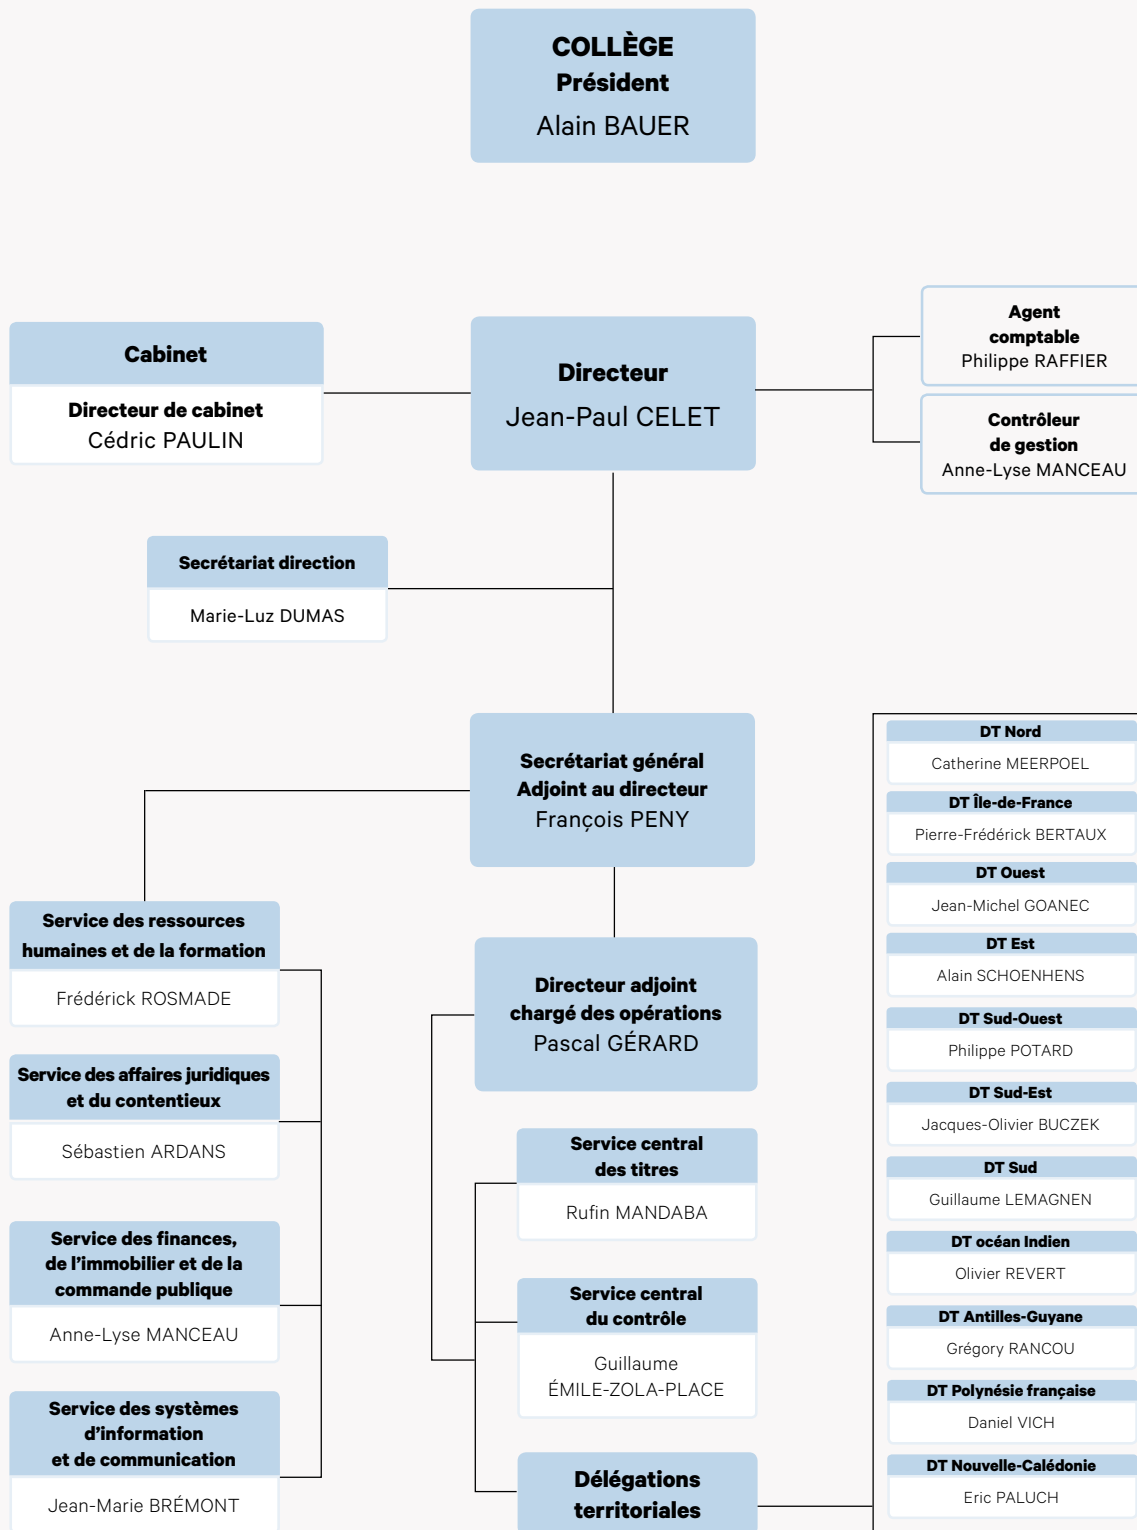 COLLÈGE
Président
Alain BAUER
Cabinet
Directeur de cabinet
Cédric PAULIN
Directeur
Jean-Paul CELET
Agent
comptable
Philippe RAFFIER
Contrôleur
de gestion
Anne-Lyse MANCEAU
Secrétariat direction
Marie-Luz DUMAS
Secrétariat général
Adjoint au directeur
François PENY
Service des ressources
humaines et de la formation
Frédérick ROSMADE
Service des affaires juridiques
et du contentieux
Sébastien ARDANS
Service des finances,
de l'immobilier et de la
commande publique
Anne-Lyse MANCEAU
Service des systèmes
d'information
et de communication
Jean-Marie BRÉMONT
Directeur adjoint
chargé des opérations
Pascal GÉRARD
Service central
des titres
Rufin MANDABA
Service central
du contrôle
Guillaume
ÉMILE-ZOLA-PLACE
Délégations
territoriales
DT Nord
Catherine MEERPOEL
DT Île-de-France
Pierre-Frédérick BERTAUX
DT Ouest
Jean-Michel GOANEC
DT Est
Alain SCHOENHENS
DT Sud-Ouest
Philippe POTARD
DT Sud-Est
Jacques-Olivier BUCZEK
DT Sud
Guillaume LEMAGNEN
DT océan Indien
Olivier REVERT
DT Antilles-Guyane
Grégory RANCOU
DT Polynésie française
Daniel VICH
DT Nouvelle-Calédonie
Eric PALUCH